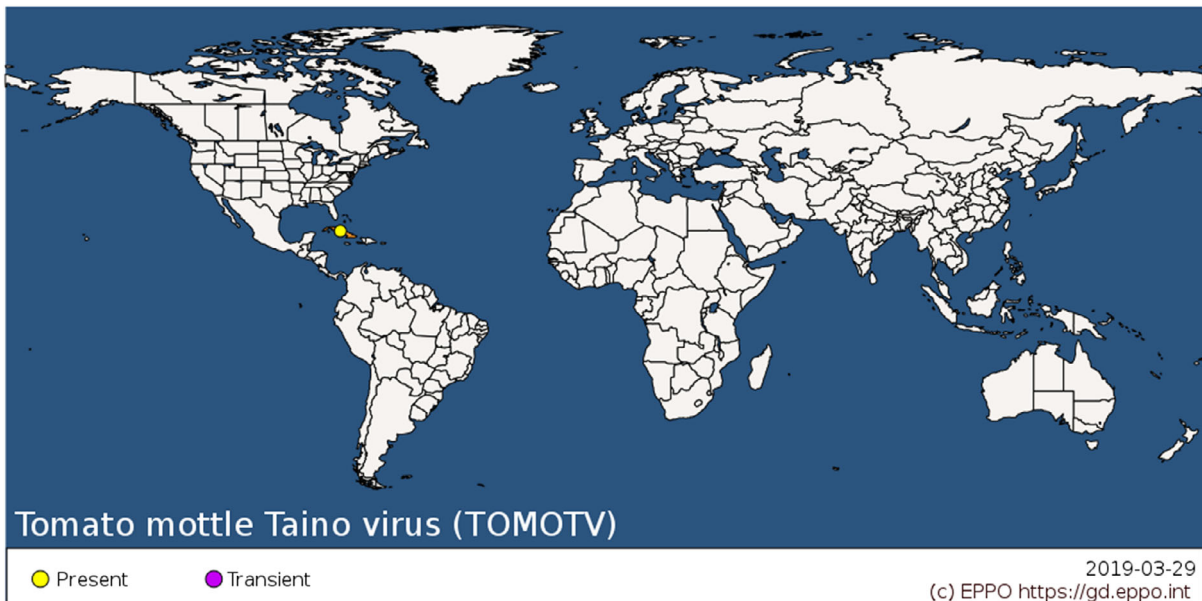 Tomato mottle Taino virus (TOMOTV)
Present
Transient
2019-03-29
(c) EPPO https://gd.eppo.int